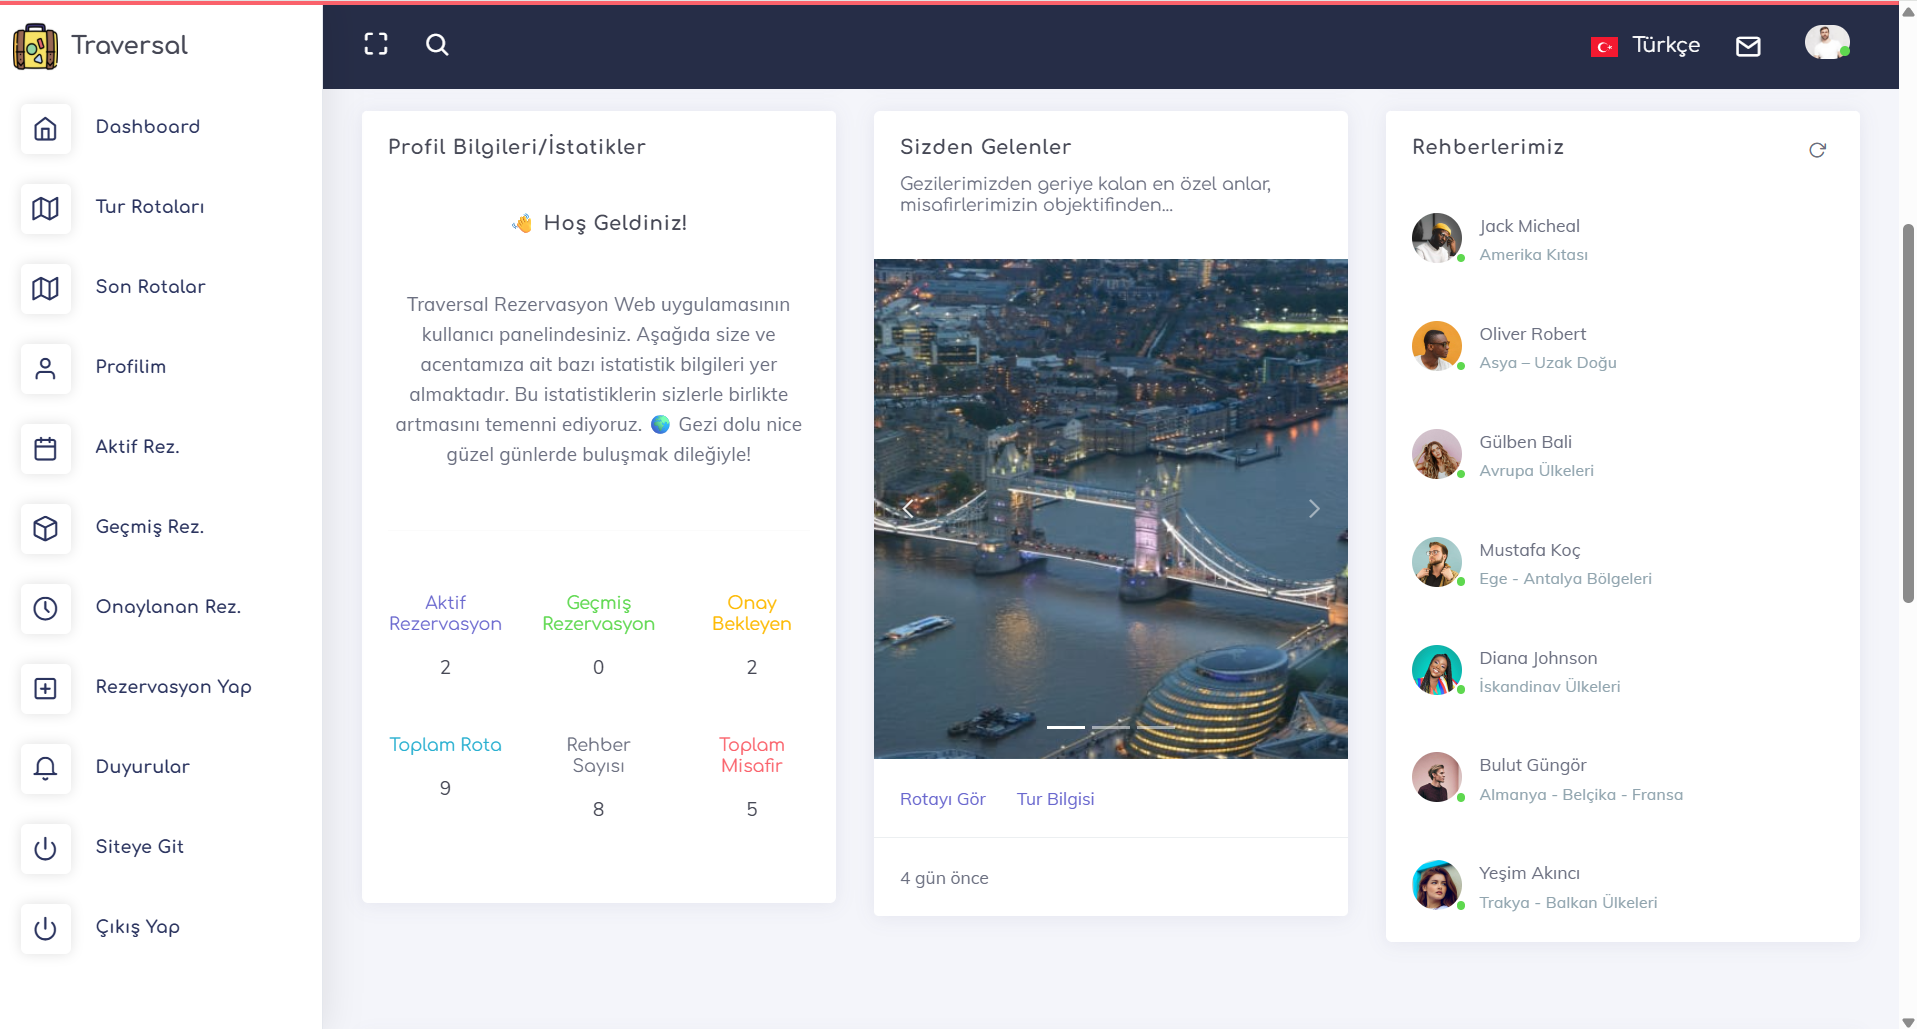 Traversal
Dashboard
Tur Rotaları
Son Rotalar
Profilim
Aktif Rez.
Geçmiş Rez.
Onaylanan Rez.
Rezervasyon Yap
Duyurular
Siteye Git
Çıkış Yap
Türkçe
Profil Bilgileri/İstatikler
👋 Hoş Geldiniz!
Traversal Rezervasyon Web uygulamasının
kullanıcı panelindesiniz. Aşağıda size ve
acentamıza ait bazı istatistik bilgileri yer
almaktadır. Bu istatistiklerin sizlerle birlikte
artmasını temenni ediyoruz. 🌍 Gezi dolu nice
güzel günlerde buluşmak dileğiyle!
Aktif
Rezervasyon
2
Geçmiş
Rezervasyon
0
Onay
Bekleyen
2
Toplam Rota
9
Rehber
Sayısı
8
Toplam
Misafir
5
Sizden Gelenler
Gezilerimizden geriye kalan en özel anlar,
misafirlerimizin objektifinden...
Rotayı Gör
Tur Bilgisi
4 gün önce
Rehberlerimiz
Jack Micheal
Amerika Kıtası
Oliver Robert
Asya – Uzak Doğu
Gülben Bali
Avrupa Ülkeleri
Mustafa Koç
Ege - Antalya Bölgeleri
Diana Johnson
İskandinav Ülkeleri
Bulut Güngör
Almanya - Belçika - Fransa
Yeşim Akıncı
Trakya - Balkan Ülkeleri